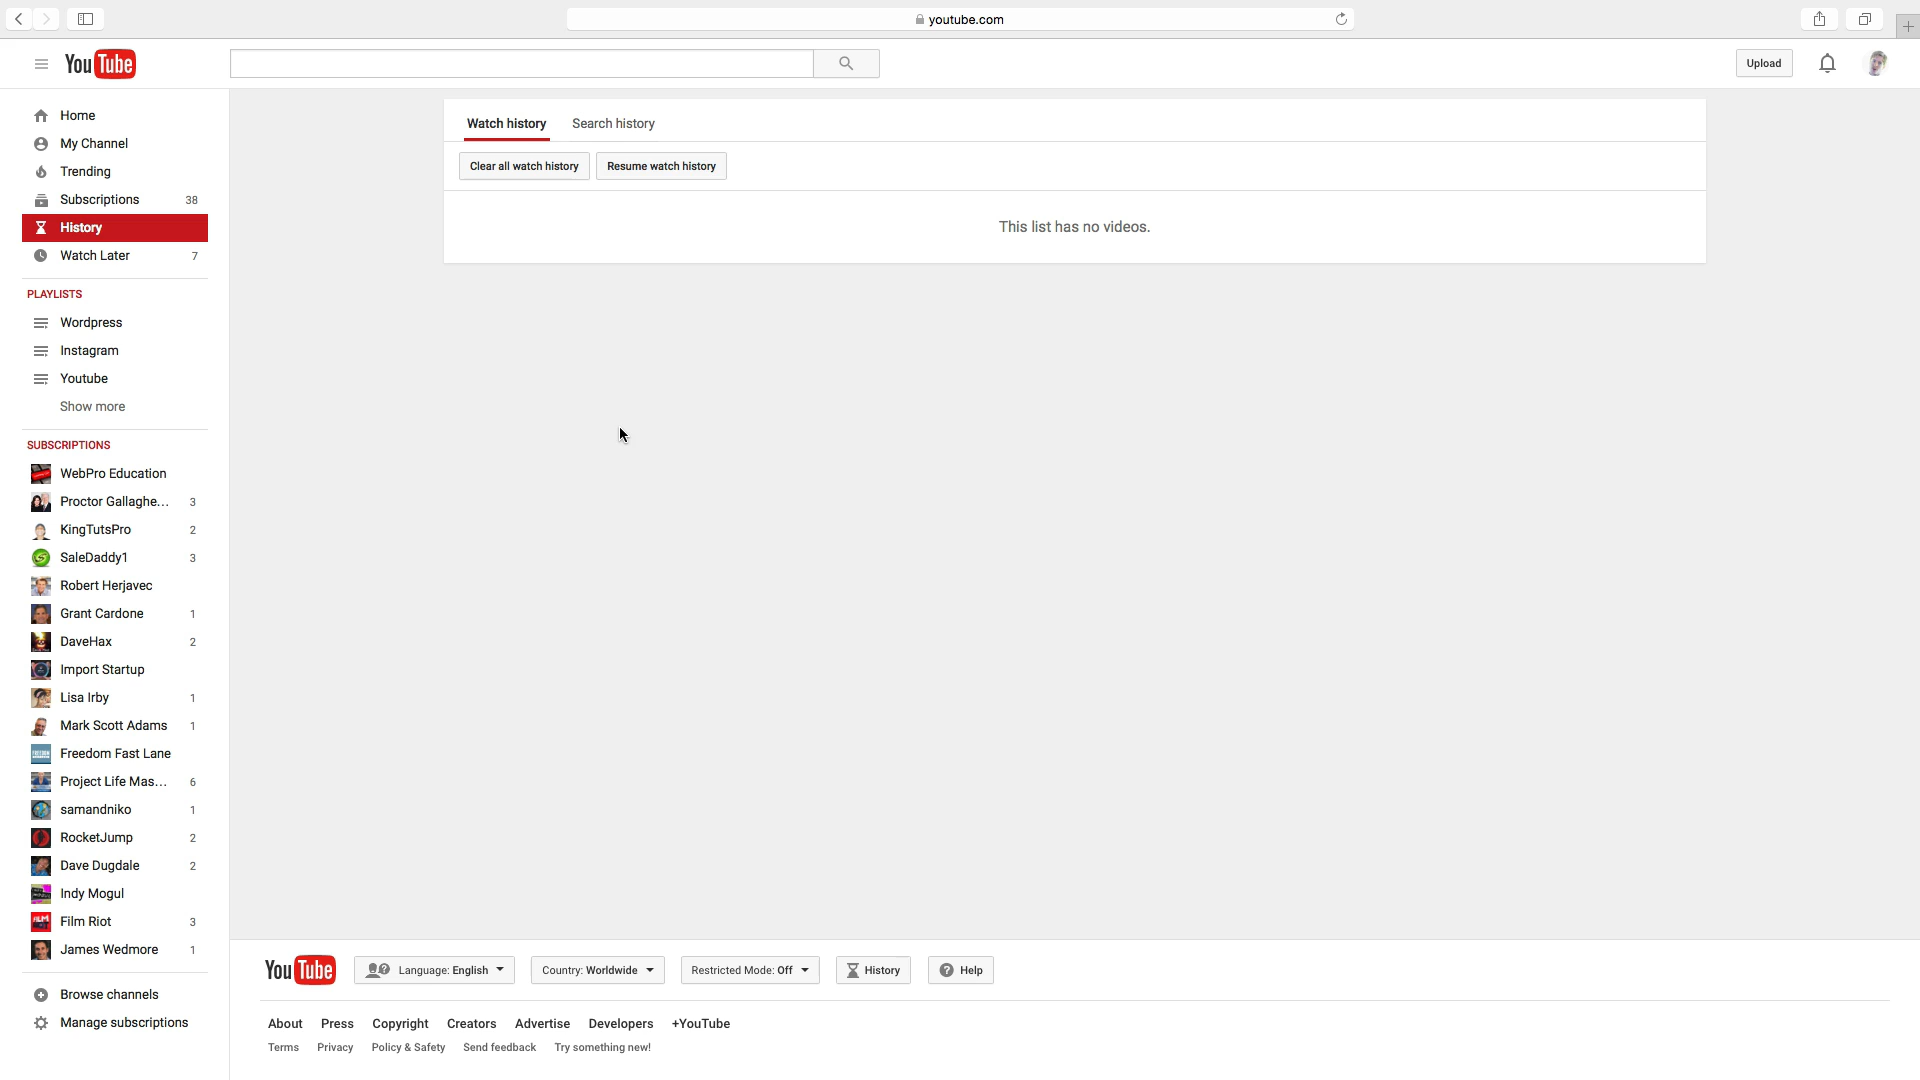 youtube.com
YouTube
Upload
Home
My Channel
Trending
Subscriptions 38
History
Watch Later 7
PLAYLISTS
Wordpress
Instagram
Youtube
Show more
SUBSCRIPTIONS
WebPro Education
Proctor Gallaghe... 3
KingTutsPro 2
SaleDaddy1 3
Robert Herjavec
Grant Cardone 1
DaveHax 2
Import Startup
Lisa Irby 1
Mark Scott Adams 1
Freedom Fast Lane
Project Life Mas... 6
samandniko 1
RocketJump 2
Dave Dugdale 2
Indy Mogul
Film Riot 3
James Wedmore 1
Browse channels
Manage subscriptions
Watch history Search history
Clear all watch history Resume watch history
This list has no videos.
YouTube Language: English Country: Worldwide Restricted Mode: Off History Help
About Press Copyright Creators Advertise Developers +YouTube
Terms Privacy Policy & Safety Send feedback Try something new!